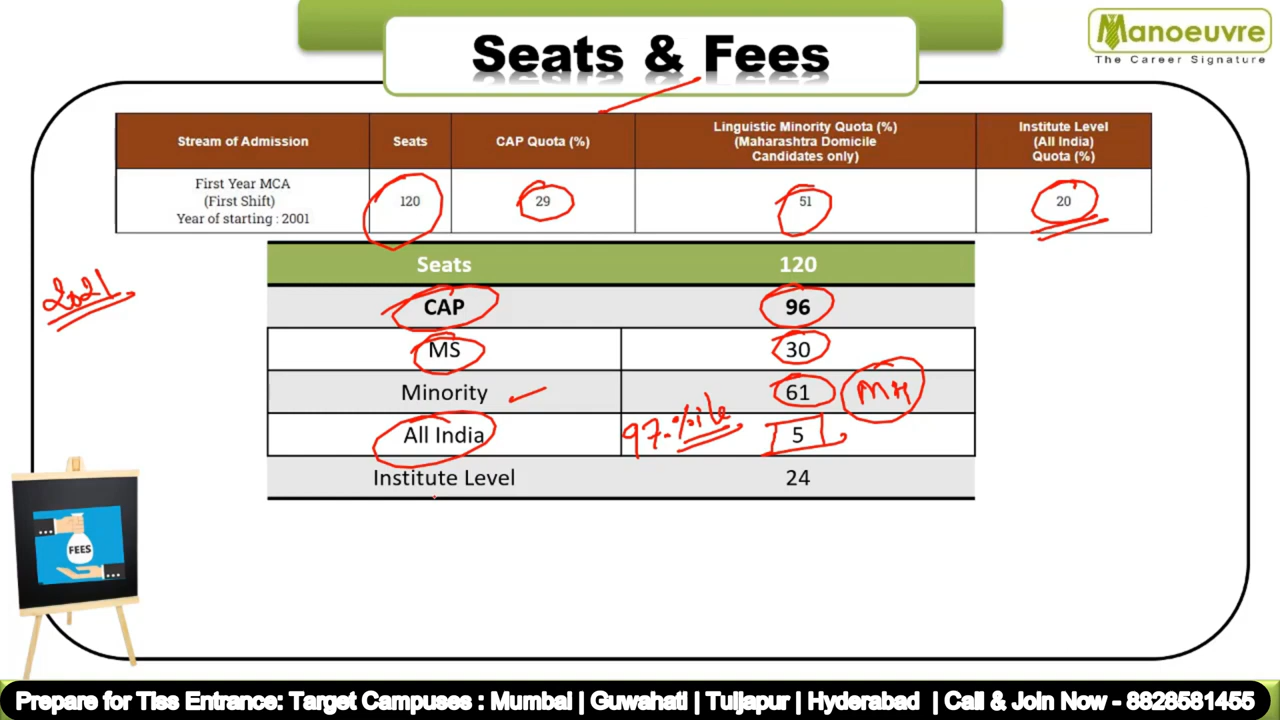 Seats & Fees
Manoeuvre
The Career Signature
Stream of Admission
Seats
CAP Quota (%)
Linguistic Minority Quota (%)
(Maharashtra Domicile
Candidates only)
Institute Level
(All India)
Quota (%)
First Year MCA
(First Shift)
Year of starting : 2001
120
29
51
20
Seats 120
CAP 96
MS 30
Minority 61 MH
All India 97.%ile 5
Institute Level 24
2021
FEES
Prepare for Tiss Entrance: Target Campuses : Mumbai | Guwahati | Tuljapur | Hyderabad | Call & Join Now - 8828581455